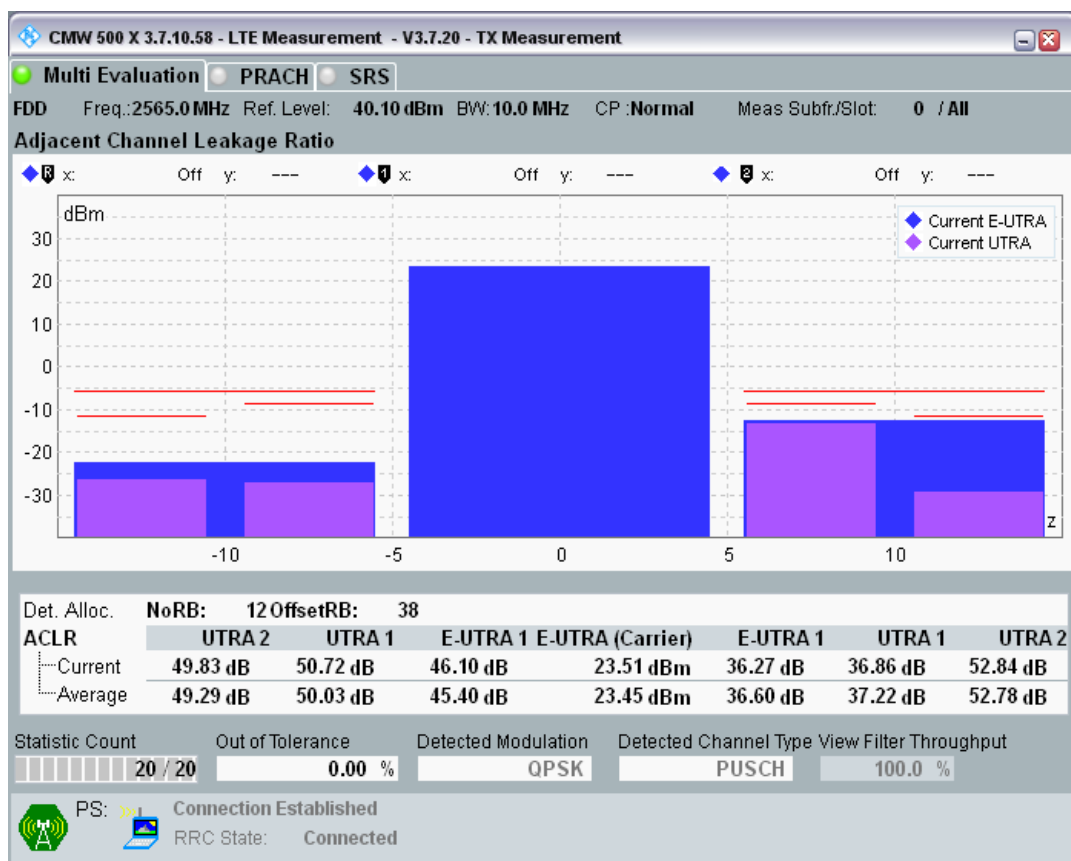 CMW 500 X 3.7.10.58 - LTE Measurement - V3.7.20 - TX Measurement
Multi Evaluation PRACH SRS
FDD Freq.:2565.0 MHz Ref. Level: 40.10 dBm BW: 10.0 MHz CP :Normal Meas Subfr./Slot: 0 / All
Adjacent Channel Leakage Ratio
R x: Off y: --- 1 x: Off y: --- 2 x: Off y: ---
dBm
Current E-UTRA
Current UTRA
30
20
10
0
-10
-20
-30
z
-10 -5 0 5 10
Det. Alloc. NoRB: 12 OffsetRB: 38
ACLR UTRA 2 UTRA 1 E-UTRA 1 E-UTRA (Carrier) E-UTRA 1 UTRA 1 UTRA 2
Current 49.83 dB 50.72 dB 46.10 dB 23.51 dBm 36.27 dB 36.86 dB 52.84 dB
Average 49.29 dB 50.03 dB 45.40 dB 23.45 dBm 36.60 dB 37.22 dB 52.78 dB
Statistic Count Out of Tolerance Detected Modulation Detected Channel Type View Filter Throughput
20 / 20 0.00 % QPSK PUSCH 100.0 %
PS: Connection Established
RRC State: Connected